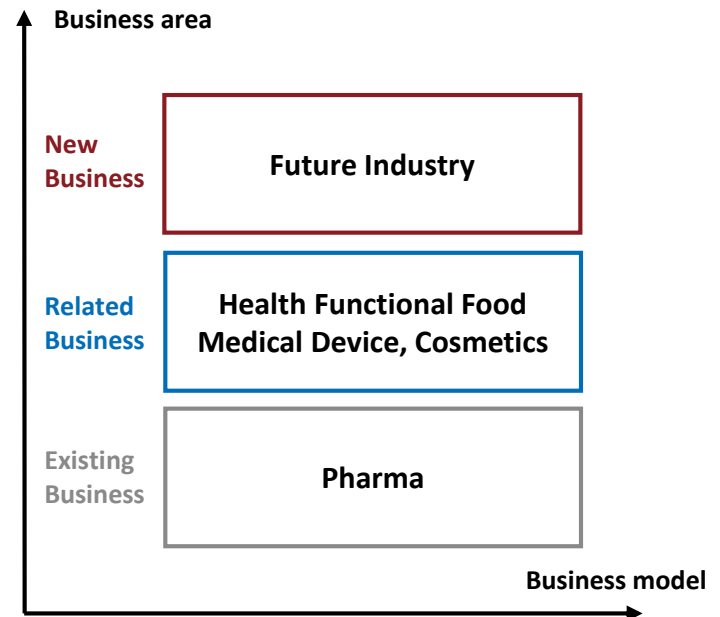 Business area
New
Business
Future Industry
Related
Business
Health Functional Food
Medical Device, Cosmetics
Existing
Business
Pharma
Business model